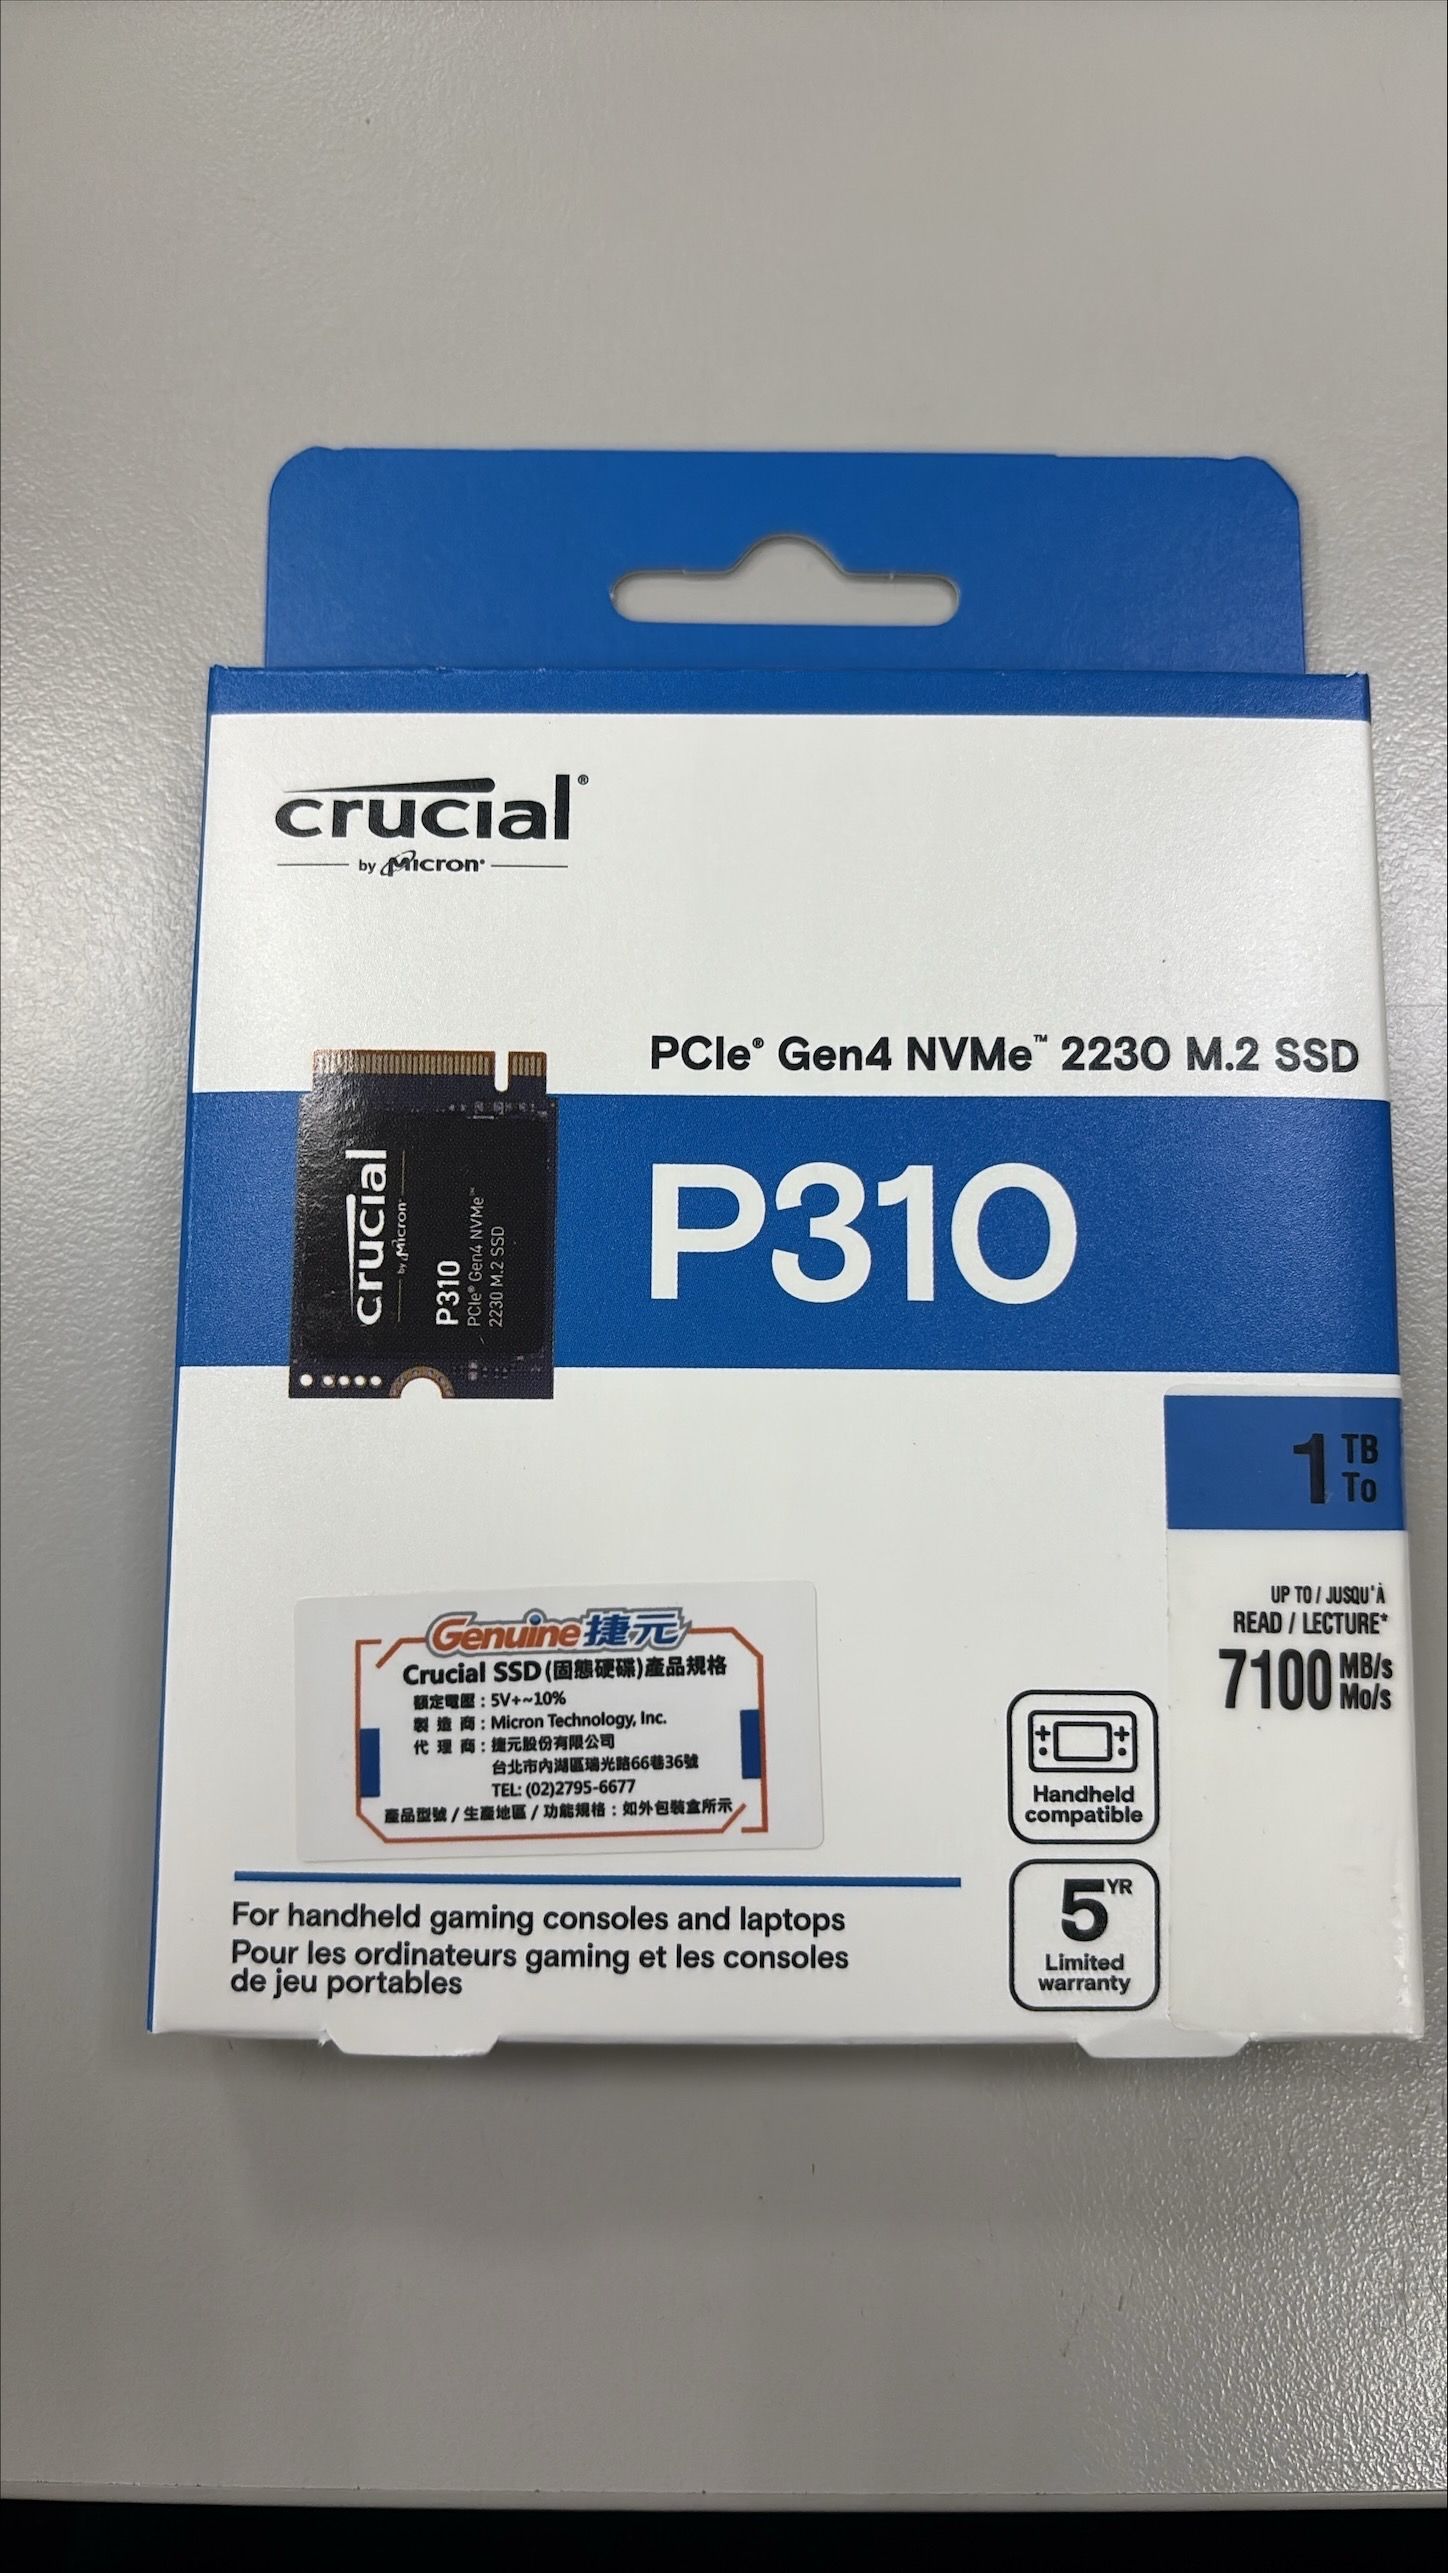 crucial®
by Micron®
PCIe® Gen4 NVMe™ 2230 M.2 SSD
crucial
by Micron®
P310
PCIe® Gen4 NVMe™
2230 M.2 SSD
P310
1 TB
To
UP TO / JUSQU'À
READ / LECTURE*
7100 MB/s
Mo/s
Genuine捷元
Crucial SSD(固態硬碟)產品規格
額定電壓：5V+~10%
製 造 商：Micron Technology, Inc.
代 理 商：捷元股份有限公司
台北市內湖區瑞光路66巷36號
TEL: (02)2795-6677
產品型號 / 生產地區 / 功能規格：如外包裝盒所示
Handheld
compatible
5 YR
Limited
warranty
For handheld gaming consoles and laptops
Pour les ordinateurs gaming et les consoles
de jeu portables